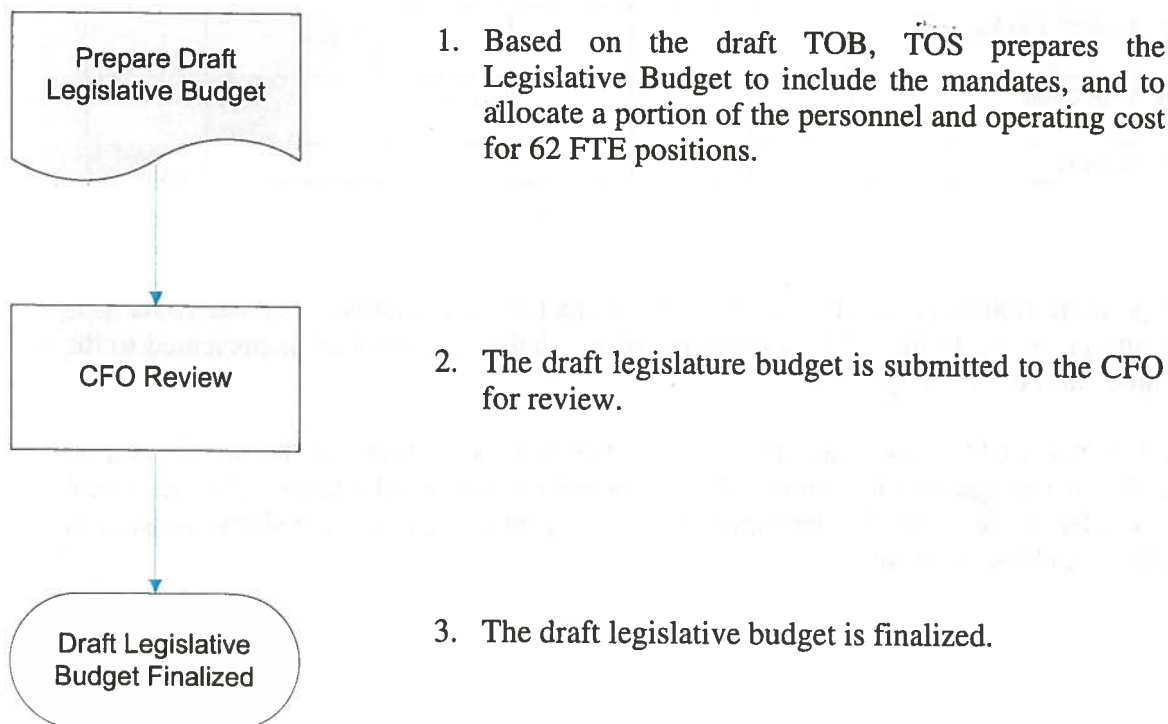 Prepare Draft
Legislative Budget
1. Based on the draft TOB, TOS prepares the
Legislative Budget to include the mandates, and to
allocate a portion of the personnel and operating cost
for 62 FTE positions.
CFO Review
2. The draft legislature budget is submitted to the CFO
for review.
Draft Legislative
Budget Finalized
3. The draft legislative budget is finalized.